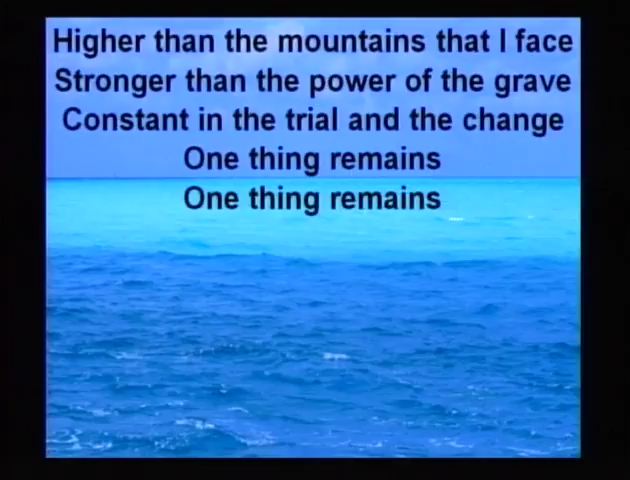 Higher than the mountains that I face
Stronger than the power of the grave
Constant in the trial and the change
One thing remains
One thing remains